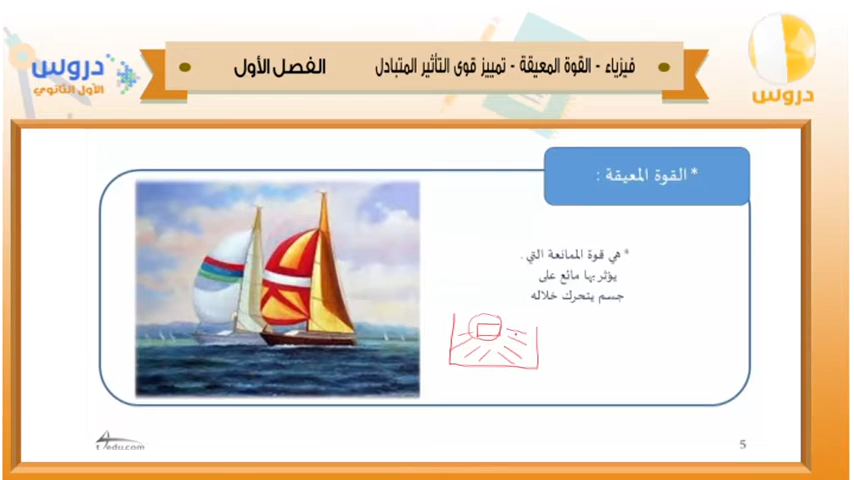 فيزياء - القوة المعيقة - تمييز قوى التأثير المتبادل
الفصل الأول
دروس
الأول الثانوي
دروس
* القوة المعيقة :
* هي قوة الممانعة التي .
يؤثر بها مائع على
جسم يتحرك خلاله
5